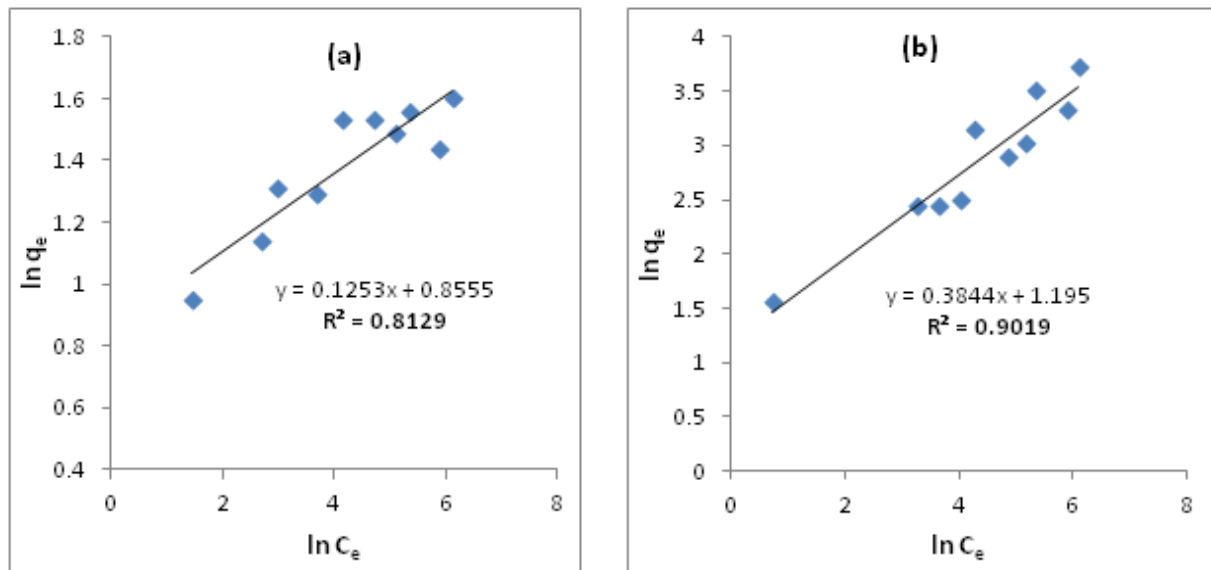 (a)
1.8
1.6
1.4
1.2
1
0.8
0.6
0.4
ln qₑ
y = 0.1253x + 0.8555
R² = 0.8129
0 2 4 6 8
ln Cₑ
(b)
4
3.5
3
2.5
2
1.5
1
0.5
0
ln qₑ
y = 0.3844x + 1.195
R² = 0.9019
0 2 4 6 8
ln Cₑ